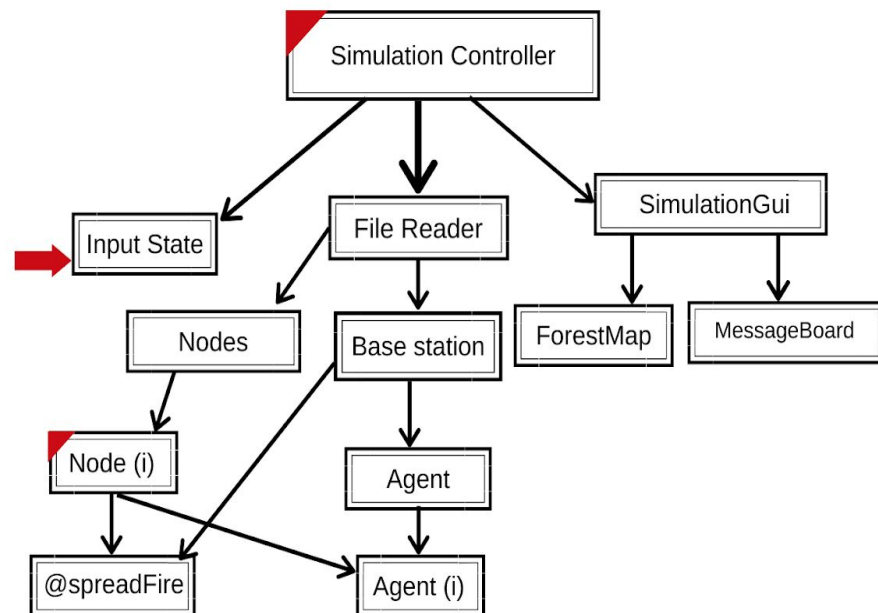 Simulation Controller
Input State
File Reader
SimulationGui
Nodes
Base station
ForestMap
MessageBoard
Node (i)
Agent
@spreadFire
Agent (i)